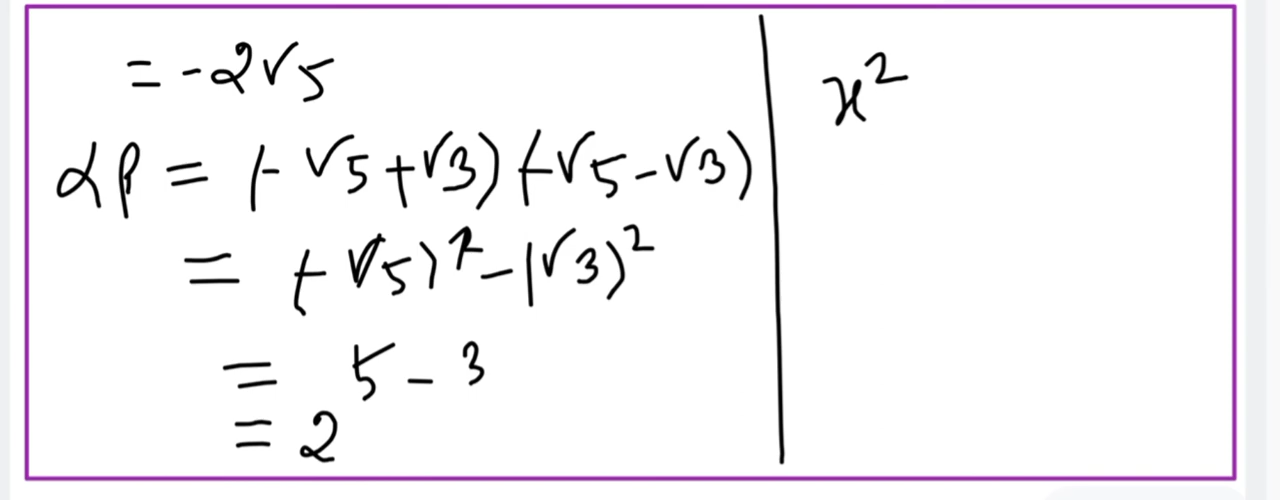 = -2√5
αβ = (-√5+√3)(-√5-√3)
= (-√5)² - (√3)²
= 5 - 3
= 2
x²